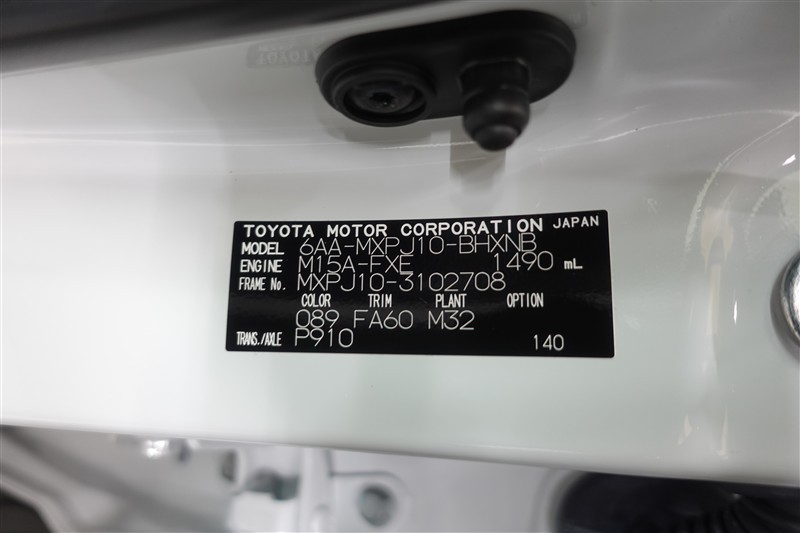 TOYOTA MOTOR CORPORATION JAPAN
MODEL 6AA-MXPJ10-BHXNB
ENGINE M15A-FXE 1490 mL
FRAME No. MXPJ10-3102708
COLOR TRIM PLANT OPTION
089 FA60 M32
TRANS./AXLE P910 140